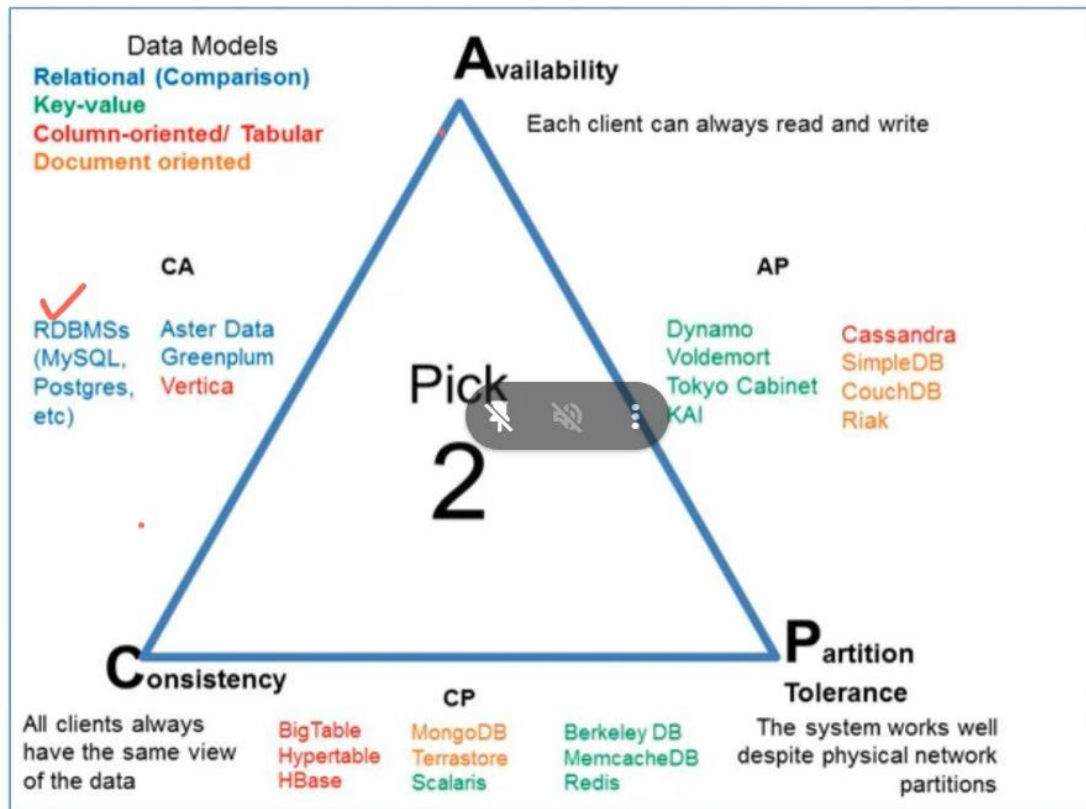 Data Models
Relational (Comparison)
Key-value
Column-oriented/ Tabular
Document oriented
Availability
Each client can always read and write
CA
RDBMSs
(MySQL,
Postgres,
etc)
Aster Data
Greenplum
Vertica
Pick
2
AP
Dynamo
Voldemort
Tokyo Cabinet
KAI
Cassandra
SimpleDB
CouchDB
Riak
Consistency
All clients always
have the same view
of the data
CP
BigTable
Hypertable
HBase
MongoDB
Terrastore
Scalaris
Berkeley DB
MemcacheDB
Redis
Partition
Tolerance
The system works well
despite physical network
partitions